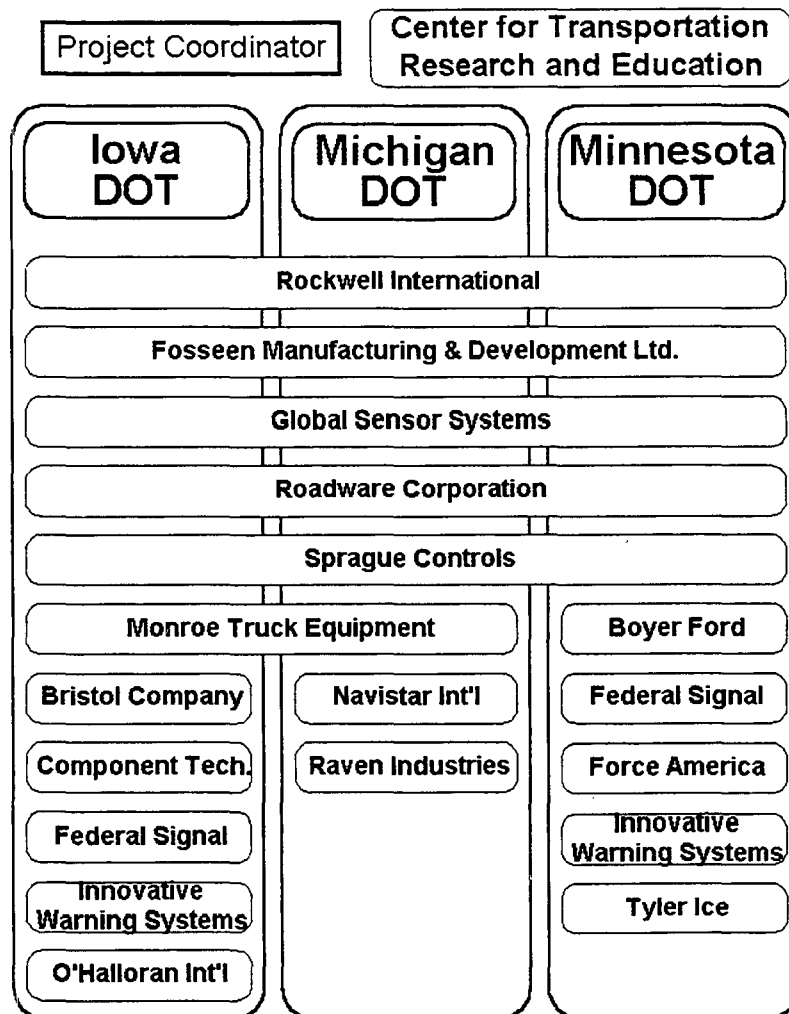 Project Coordinator
Center for Transportation
Research and Education
Iowa
DOT
Michigan
DOT
Minnesota
DOT
Rockwell International
Fosseen Manufacturing & Development Ltd.
Global Sensor Systems
Roadware Corporation
Sprague Controls
Monroe Truck Equipment
Boyer Ford
Bristol Company
Navistar Int'l
Federal Signal
Component Tech.
Raven Industries
Force America
Federal Signal
Innovative
Warning Systems
Innovative
Warning Systems
Tyler Ice
O'Halloran Int'l